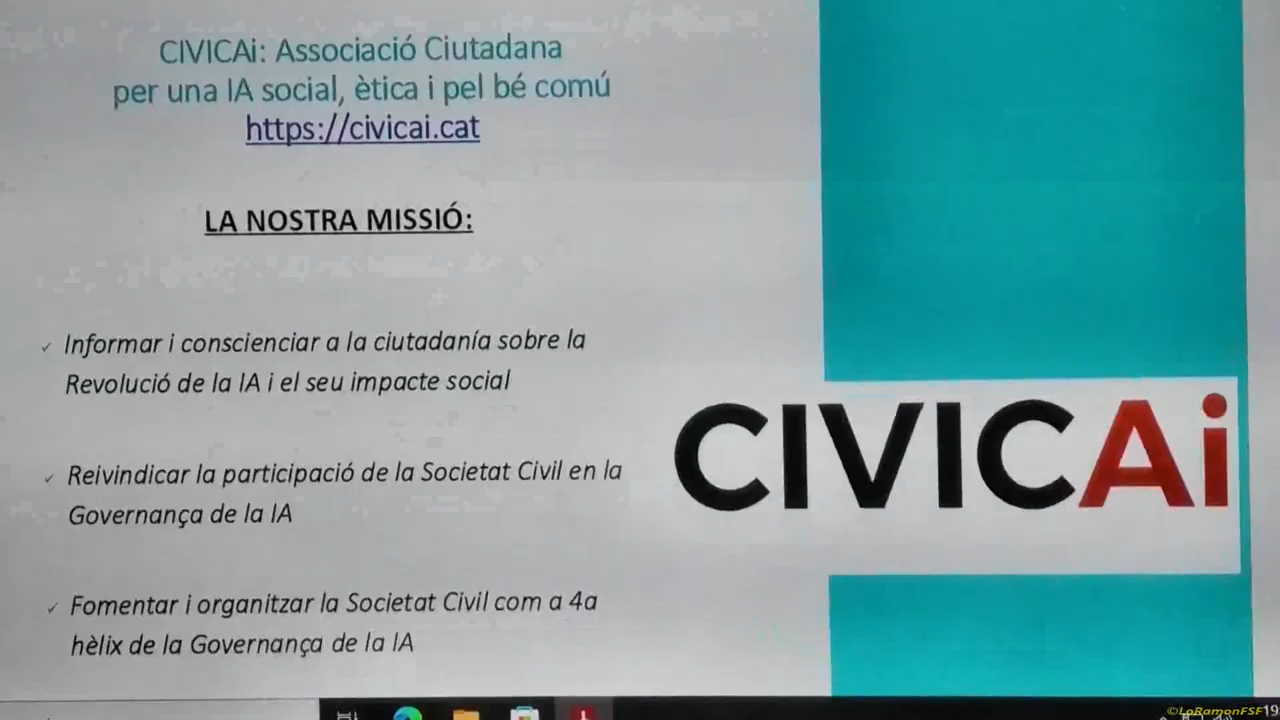 CIVICAi: Associació Ciutadana
per una IA social, ètica i pel bé comú
https://civicai.cat
LA NOSTRA MISSIÓ:
✓ Informar i conscienciar a la ciutadanía sobre la
Revolució de la IA i el seu impacte social
✓ Reivindicar la participació de la Societat Civil en la
Governança de la IA
✓ Fomentar i organitzar la Societat Civil com a 4a
hèlix de la Governança de la IA
CIVICAi
©LoRamonFSF
19